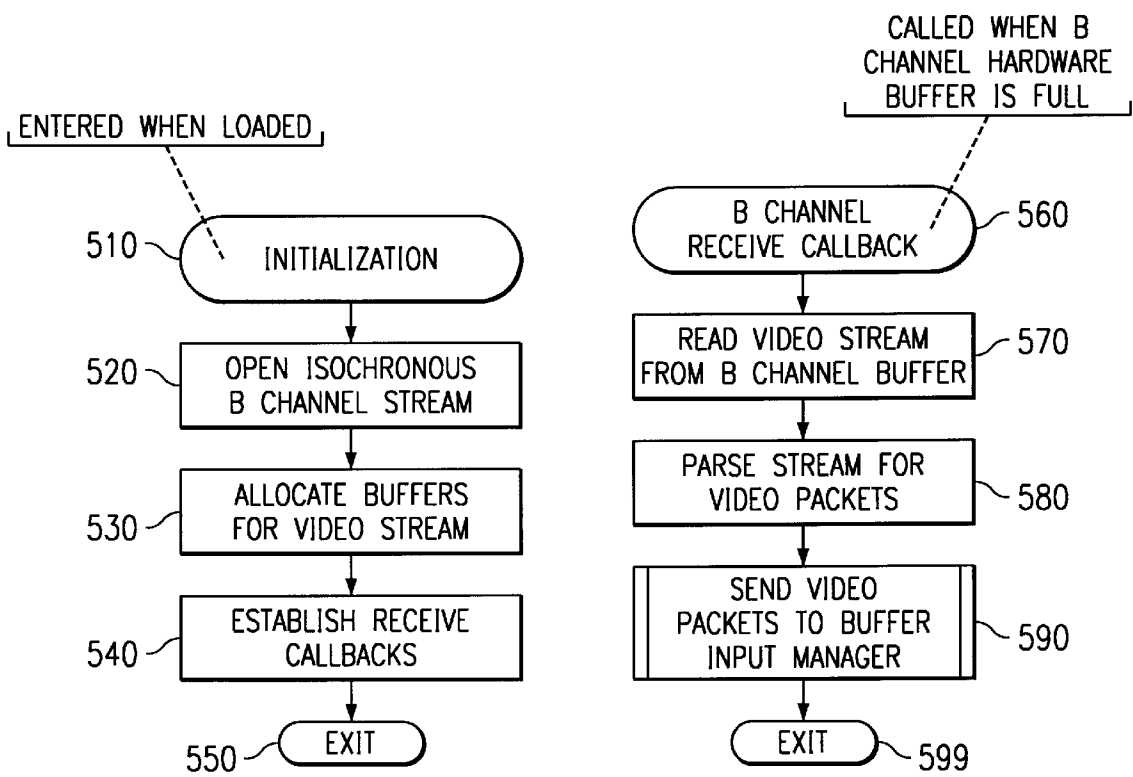 ENTERED WHEN LOADED
510
INITIALIZATION
520
OPEN ISOCHRONOUS
B CHANNEL STREAM
530
ALLOCATE BUFFERS
FOR VIDEO STREAM
540
ESTABLISH RECEIVE
CALLBACKS
550
EXIT
CALLED WHEN B
CHANNEL HARDWARE
BUFFER IS FULL
B CHANNEL
RECEIVE CALLBACK
560
READ VIDEO STREAM
FROM B CHANNEL BUFFER
570
PARSE STREAM FOR
VIDEO PACKETS
580
SEND VIDEO
PACKETS TO BUFFER
INPUT MANAGER
590
EXIT
599